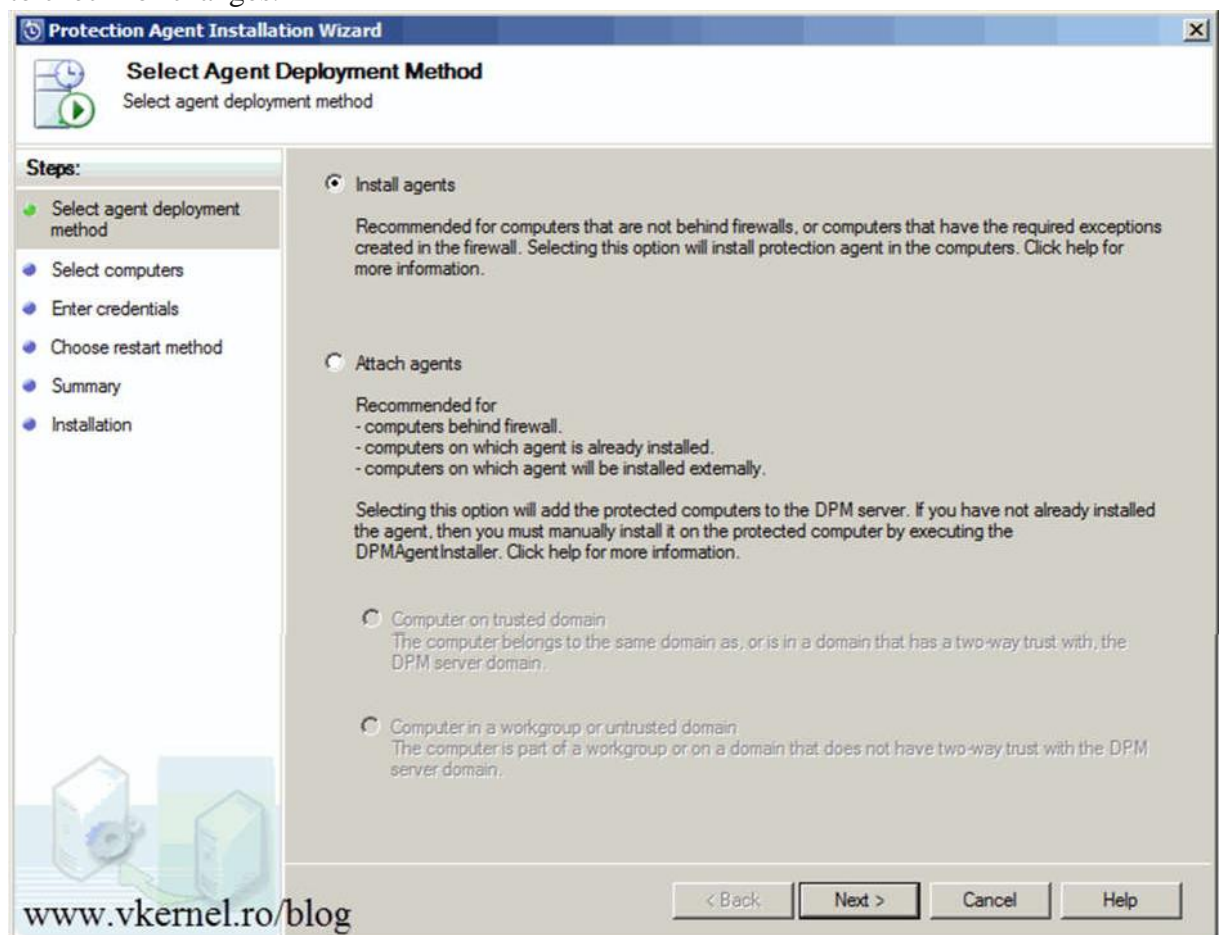 Protection Agent Installation Wizard
Select Agent Deployment Method
Select agent deployment method
Steps:
Select agent deployment
method
Select computers
Enter credentials
Choose restart method
Summary
Installation
Install agents
Recommended for computers that are not behind firewalls, or computers that have the required exceptions
created in the firewall. Selecting this option will install protection agent in the computers. Click help for
more information.
Attach agents
Recommended for
- computers behind firewall.
- computers on which agent is already installed.
- computers on which agent will be installed externally.
Selecting this option will add the protected computers to the DPM server. If you have not already installed
the agent, then you must manually install it on the protected computer by executing the
DPMAgentInstaller. Click help for more information.
Computer on trusted domain
The computer belongs to the same domain as, or is in a domain that has a two-way trust with, the
DPM server domain.
Computer in a workgroup or untrusted domain
The computer is part of a workgroup or on a domain that does not have two-way trust with the DPM
server domain.
< Back
Next >
Cancel
Help
www.vkernel.ro/blog